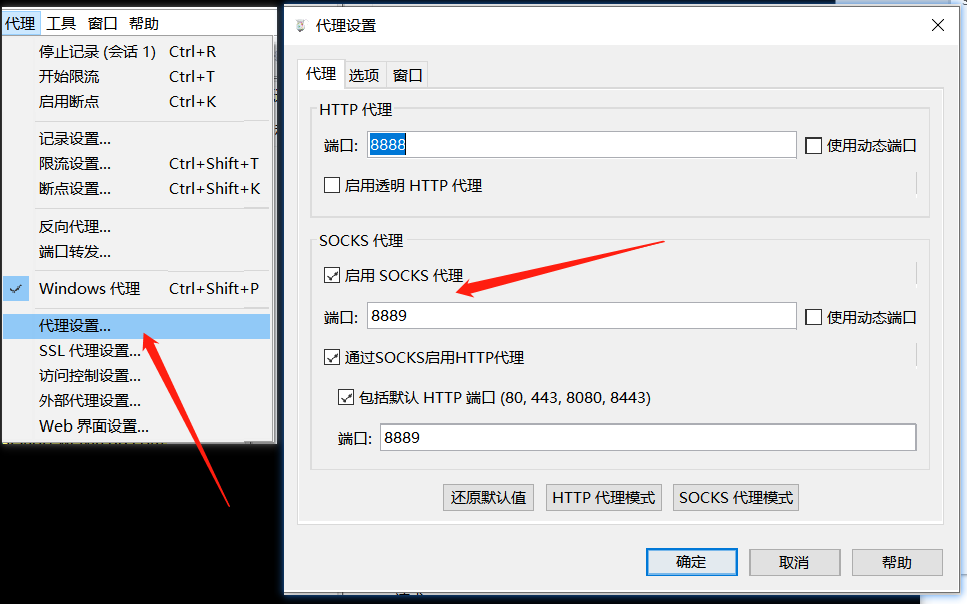 代理 工具 窗口 帮助
停止记录 (会话 1) Ctrl+R
开始限流 Ctrl+T
启用断点 Ctrl+K
记录设置...
限流设置... Ctrl+Shift+T
断点设置... Ctrl+Shift+K
反向代理...
端口转发...
Windows 代理 Ctrl+Shift+P
代理设置...
SSL 代理设置...
访问控制设置...
外部代理设置...
Web 界面设置...
代理设置
代理 选项 窗口
HTTP 代理
端口: 8888 使用动态端口
启用透明 HTTP 代理
SOCKS 代理
启用 SOCKS 代理
端口: 8889 使用动态端口
通过SOCKS启用HTTP代理
包括默认 HTTP 端口 (80, 443, 8080, 8443)
端口: 8889
还原默认值 HTTP 代理模式 SOCKS 代理模式
确定 取消 帮助